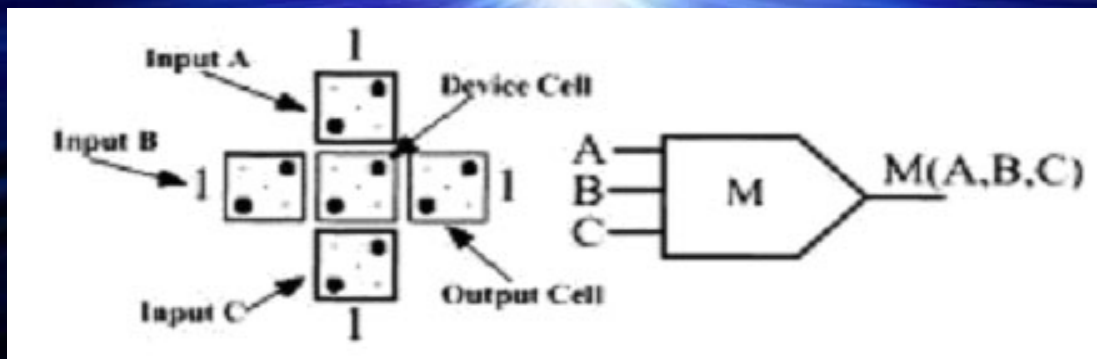 1
Input A
Device Cell
Input B
1
1
Input C
Output Cell
1
A
B
C
M
M(A,B,C)